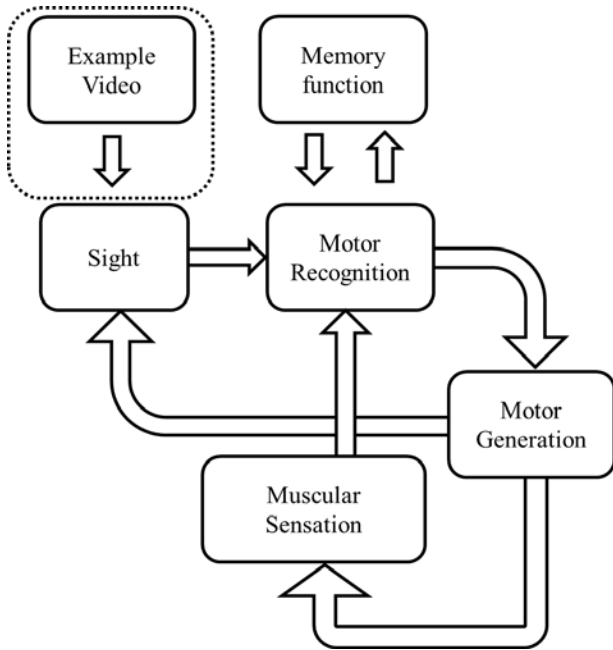 Example
Video
Memory
function
Sight
Motor
Recognition
Motor
Generation
Muscular
Sensation